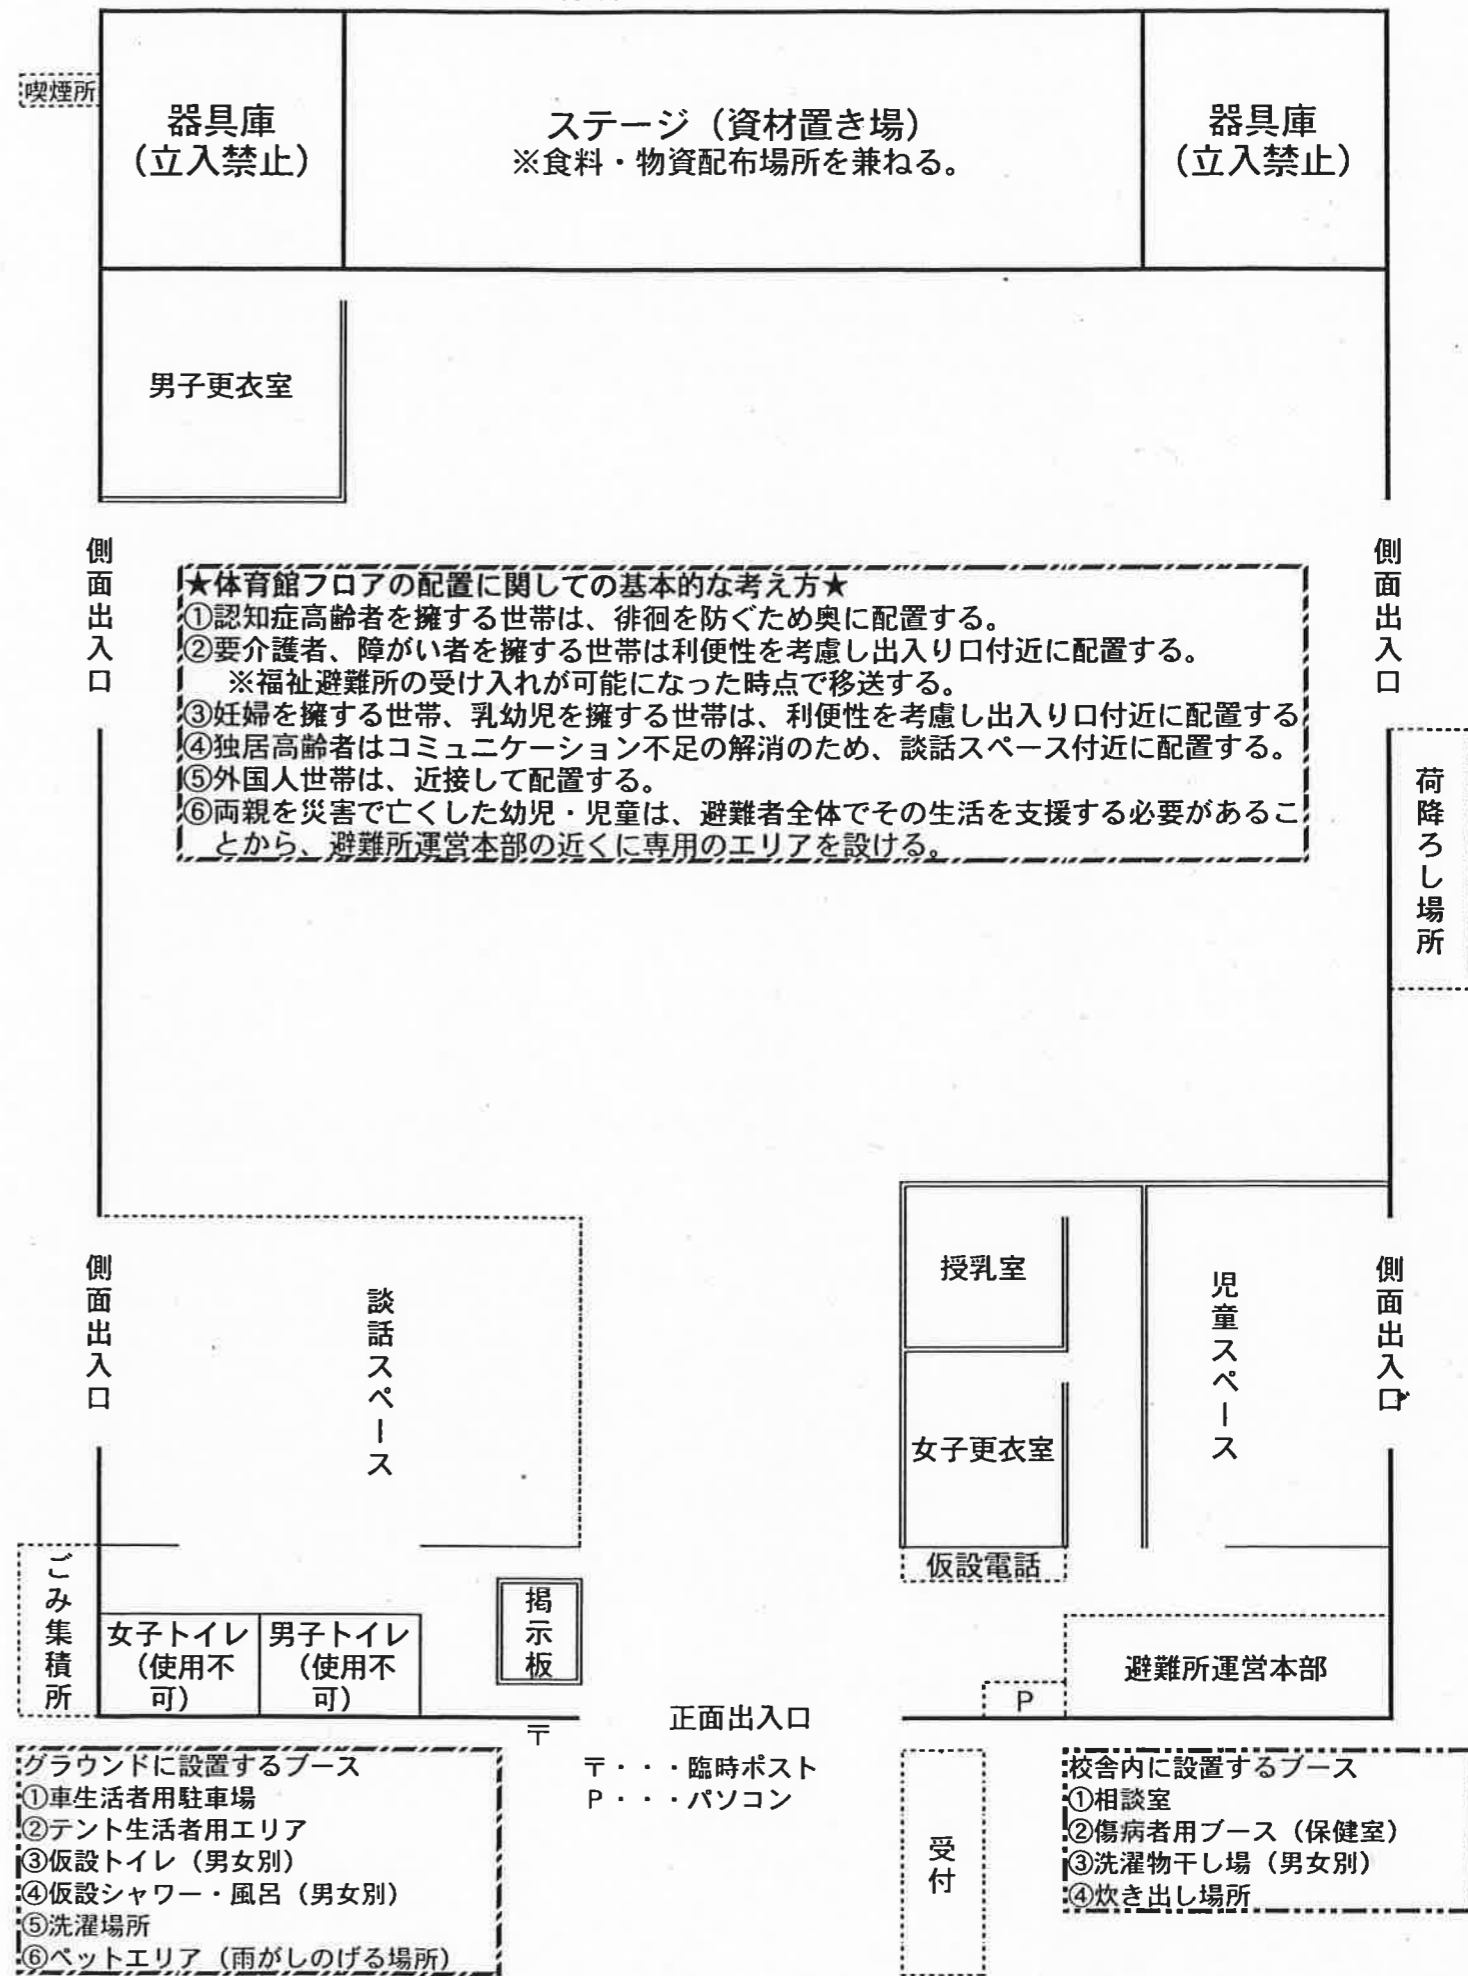 喫煙所
器具庫
（立入禁止）
ステージ（資材置き場）
※食料・物資配布場所を兼ねる。
器具庫
（立入禁止）
男子更衣室
側面出入口
側面出入口
★体育館フロアの配置に関しての基本的な考え方★
①認知症高齢者を擁する世帯は、徘徊を防ぐため奥に配置する。
②要介護者、障がい者を擁する世帯は利便性を考慮し出入り口付近に配置する。
※福祉避難所の受け入れが可能になった時点で移送する。
③妊婦を擁する世帯、乳幼児を擁する世帯は、利便性を考慮し出入り口付近に配置する
④独居高齢者はコミュニケーション不足の解消のため、談話スペース付近に配置する。
⑤外国人世帯は、近接して配置する。
⑥両親を災害で亡くした幼児・児童は、避難者全体でその生活を支援する必要があるこ
とから、避難所運営本部の近くに専用のエリアを設ける。
荷降ろし場所
側面出入口
談話スペース
授乳室
児童スペース
側面出入口
女子更衣室
仮設電話
ごみ集積所
女子トイレ
（使用不
可）
男子トイレ
（使用不
可）
掲示板
避難所運営本部
P
正面出入口
〒
〒・・・臨時ポスト
P・・・パソコン
グラウンドに設置するブース
①車生活者用駐車場
②テント生活者用エリア
③仮設トイレ（男女別）
④仮設シャワー・風呂（男女別）
⑤洗濯場所
⑥ペットエリア（雨がしのげる場所）
受付
校舎内に設置するブース
①相談室
②傷病者用ブース（保健室）
③洗濯物干し場（男女別）
④炊き出し場所